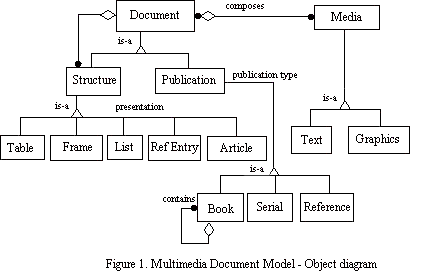 Document
composes
Media
is-a
Structure
Publication
publication type
is-a
presentation
is-a
Table
Frame
List
Ref Entry
Article
Text
Graphics
is-a
contains
Book
Serial
Reference
Figure 1. Multimedia Document Model - Object diagram